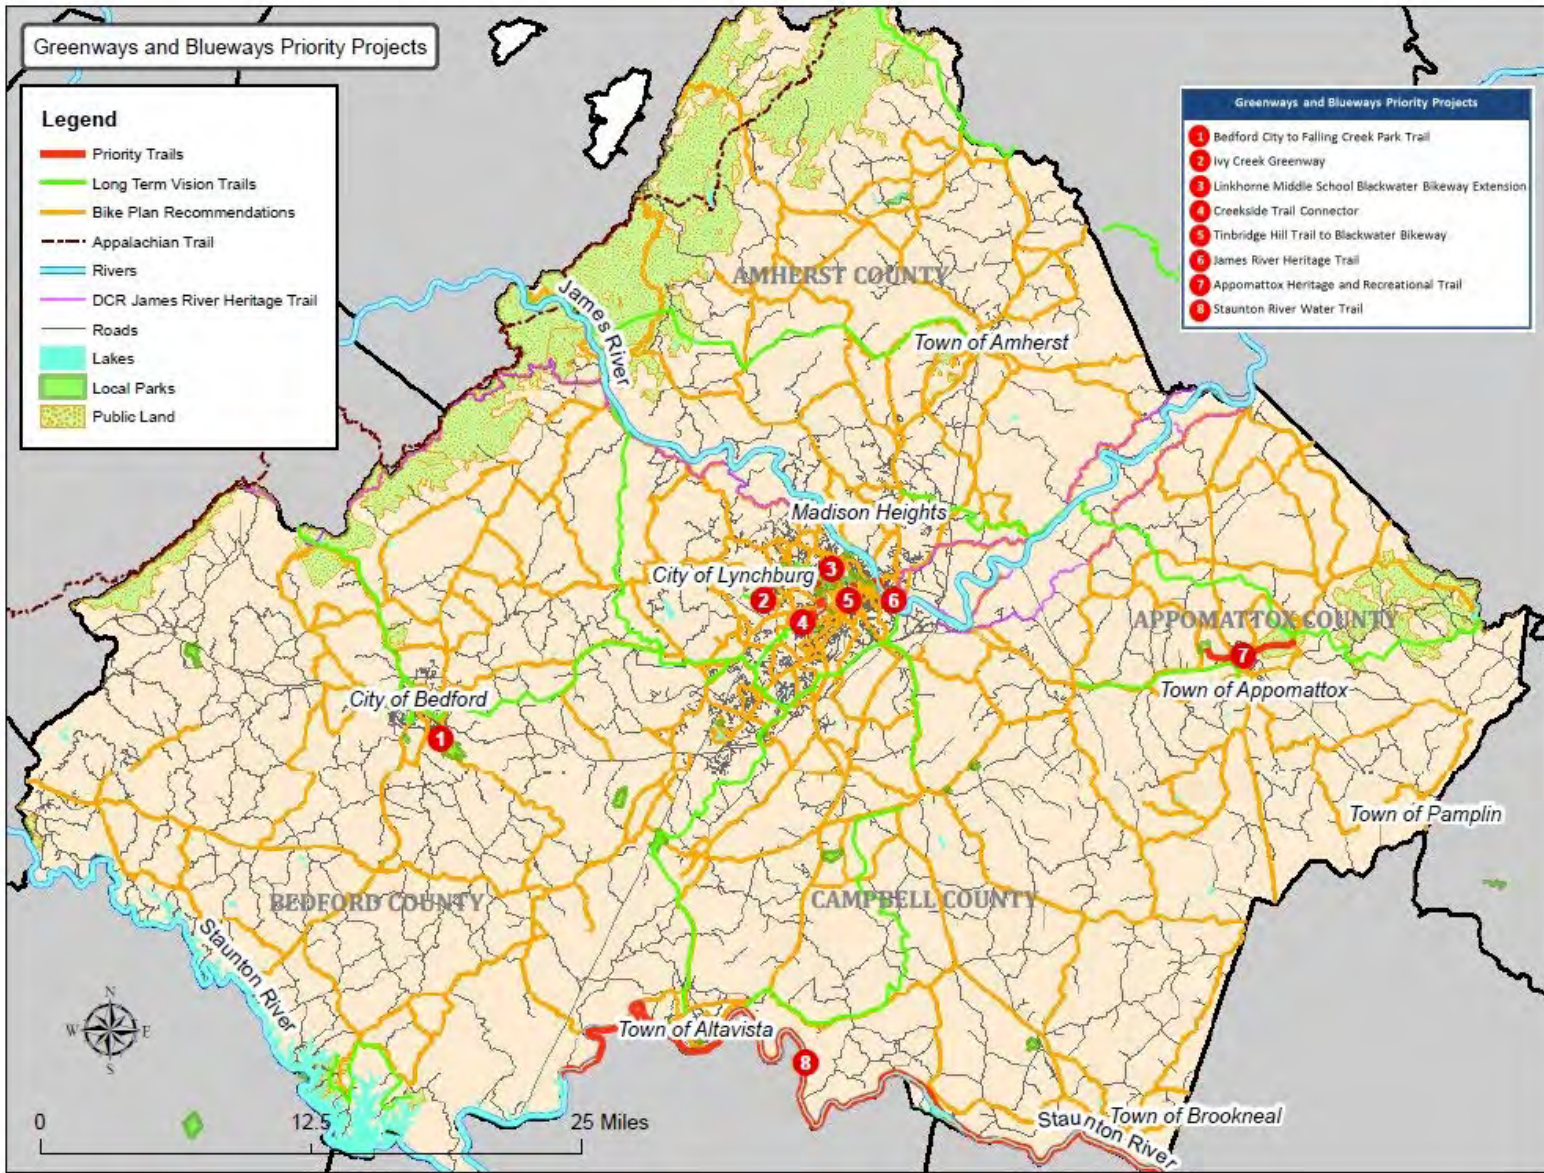 Greenways and Blueways Priority Projects
Legend
Priority Trails
Long Term Vision Trails
Bike Plan Recommendations
Appalachian Trail
Rivers
DCR James River Heritage Trail
Roads
Lakes
Local Parks
Public Land
Greenways and Blueways Priority Projects
1 Bedford City to Falling Creek Park Trail
2 Ivy Creek Greenway
3 Linkhorne Middle School Blackwater Bikeway Extension
4 Creekside Trail Connector
5 Tinbridge Hill Trail to Blackwater Bikeway
6 James River Heritage Trail
7 Appomattox Heritage and Recreational Trail
8 Staunton River Water Trail
AMHERST COUNTY
James River
Town of Amherst
Madison Heights
City of Lynchburg
3
2
5
6
4
APPOMATTOX COUNTY
7
Town of Appomattox
City of Bedford
1
Town of Pamplin
BEDFORD COUNTY
CAMPBELL COUNTY
Staunton River
Town of Altavista
8
Town of Brookneal
Staunton River
N
W E
S
0 12.5 25 Miles